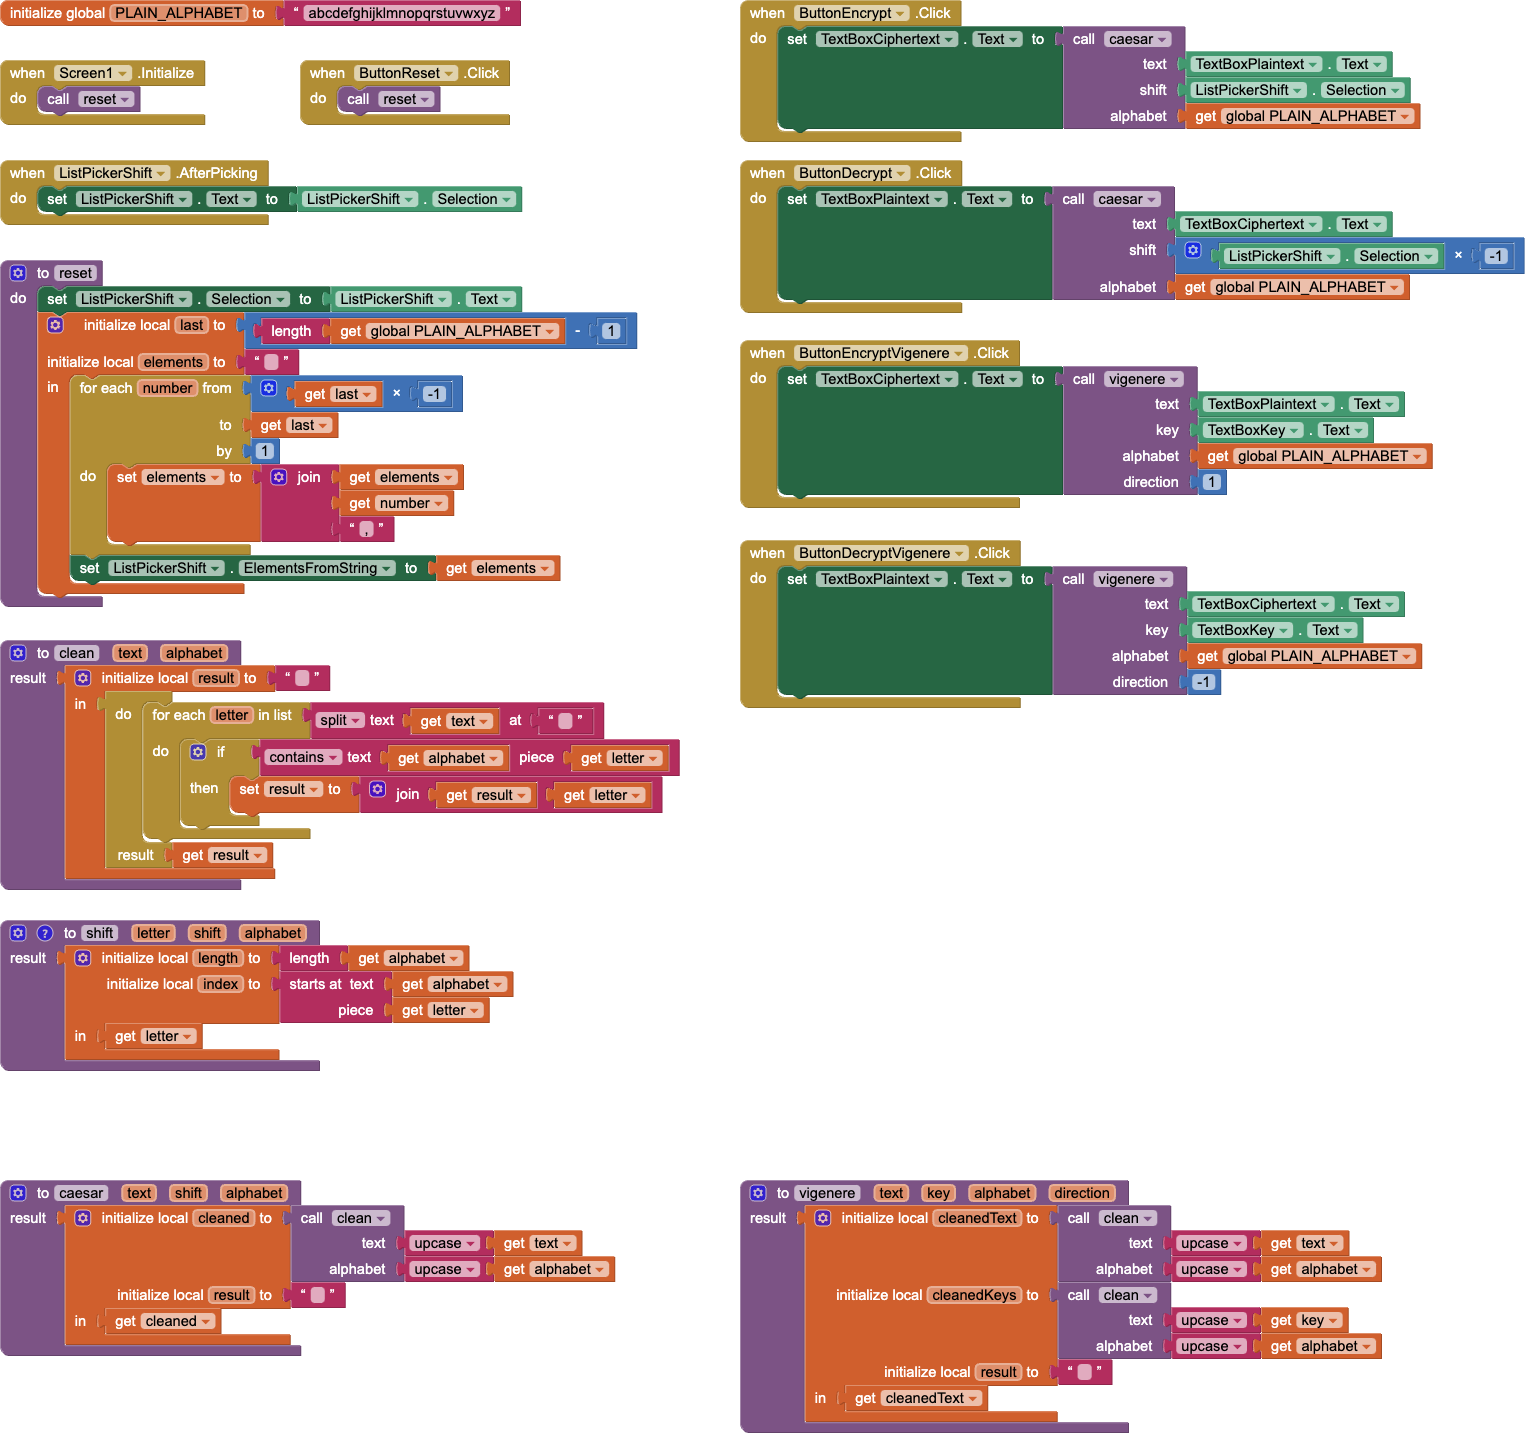 initialize global PLAIN_ALPHABET to “ abcdefghijklmnopqrstuvwxyz ”
when Screen1 .Initialize
do call reset
when ButtonReset .Click
do call reset
when ListPickerShift .AfterPicking
do set ListPickerShift . Text to ListPickerShift . Selection
to reset
do set ListPickerShift . Selection to ListPickerShift . Text
initialize local last to length get global PLAIN_ALPHABET - 1
initialize local elements to “ ”
in for each number from get last × -1
to get last
by 1
do set elements to join get elements
get number
“ , ”
set ListPickerShift . ElementsFromString to get elements
to clean text alphabet
result initialize local result to “ ”
in do for each letter in list split text get text at “ ”
do if contains text get alphabet piece get letter
then set result to join get result get letter
result get result
? to shift letter shift alphabet
result initialize local length to length get alphabet
initialize local index to starts at text get alphabet
piece get letter
in get letter
to caesar text shift alphabet
result initialize local cleaned to call clean
text upcase get text
alphabet upcase get alphabet
initialize local result to “ ”
in get cleaned
when ButtonEncrypt .Click
do set TextBoxCiphertext . Text to call caesar
text TextBoxPlaintext . Text
shift ListPickerShift . Selection
alphabet get global PLAIN_ALPHABET
when ButtonDecrypt .Click
do set TextBoxPlaintext . Text to call caesar
text TextBoxCiphertext . Text
shift ListPickerShift . Selection × -1
alphabet get global PLAIN_ALPHABET
when ButtonEncryptVigenere .Click
do set TextBoxCiphertext . Text to call vigenere
text TextBoxPlaintext . Text
key TextBoxKey . Text
alphabet get global PLAIN_ALPHABET
direction 1
when ButtonDecryptVigenere .Click
do set TextBoxPlaintext . Text to call vigenere
text TextBoxCiphertext . Text
key TextBoxKey . Text
alphabet get global PLAIN_ALPHABET
direction -1
to vigenere text key alphabet direction
result initialize local cleanedText to call clean
text upcase get text
alphabet upcase get alphabet
initialize local cleanedKeys to call clean
text upcase get key
alphabet upcase get alphabet
initialize local result to “ ”
in get cleanedText